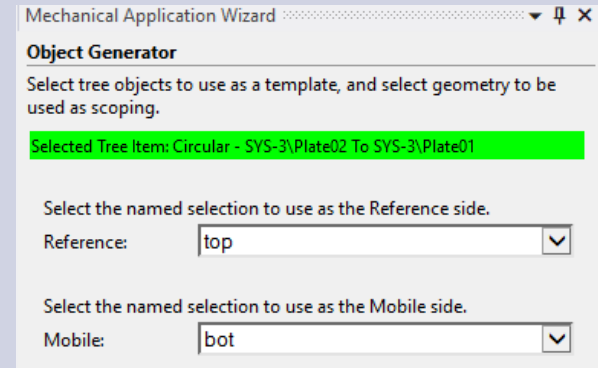 Mechanical Application Wizard
Object Generator
Select tree objects to use as a template, and select geometry to be
used as scoping.
Selected Tree Item: Circular - SYS-3\Plate02 To SYS-3\Plate01
Select the named selection to use as the Reference side.
Reference: top
Select the named selection to use as the Mobile side.
Mobile: bot